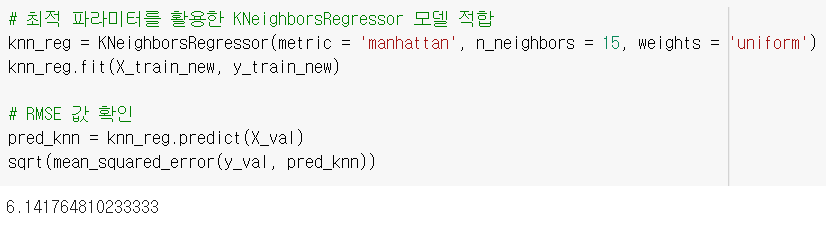 # 최적 파라미터를 활용한 KNeighborsRegressor 모델 적합
knn_reg = KNeighborsRegressor(metric = 'manhattan', n_neighbors = 15, weights = 'uniform')
knn_reg.fit(X_train_new, y_train_new)
# RMSE 값 확인
pred_knn = knn_reg.predict(X_val)
sqrt(mean_squared_error(y_val, pred_knn))
6.141764810233333